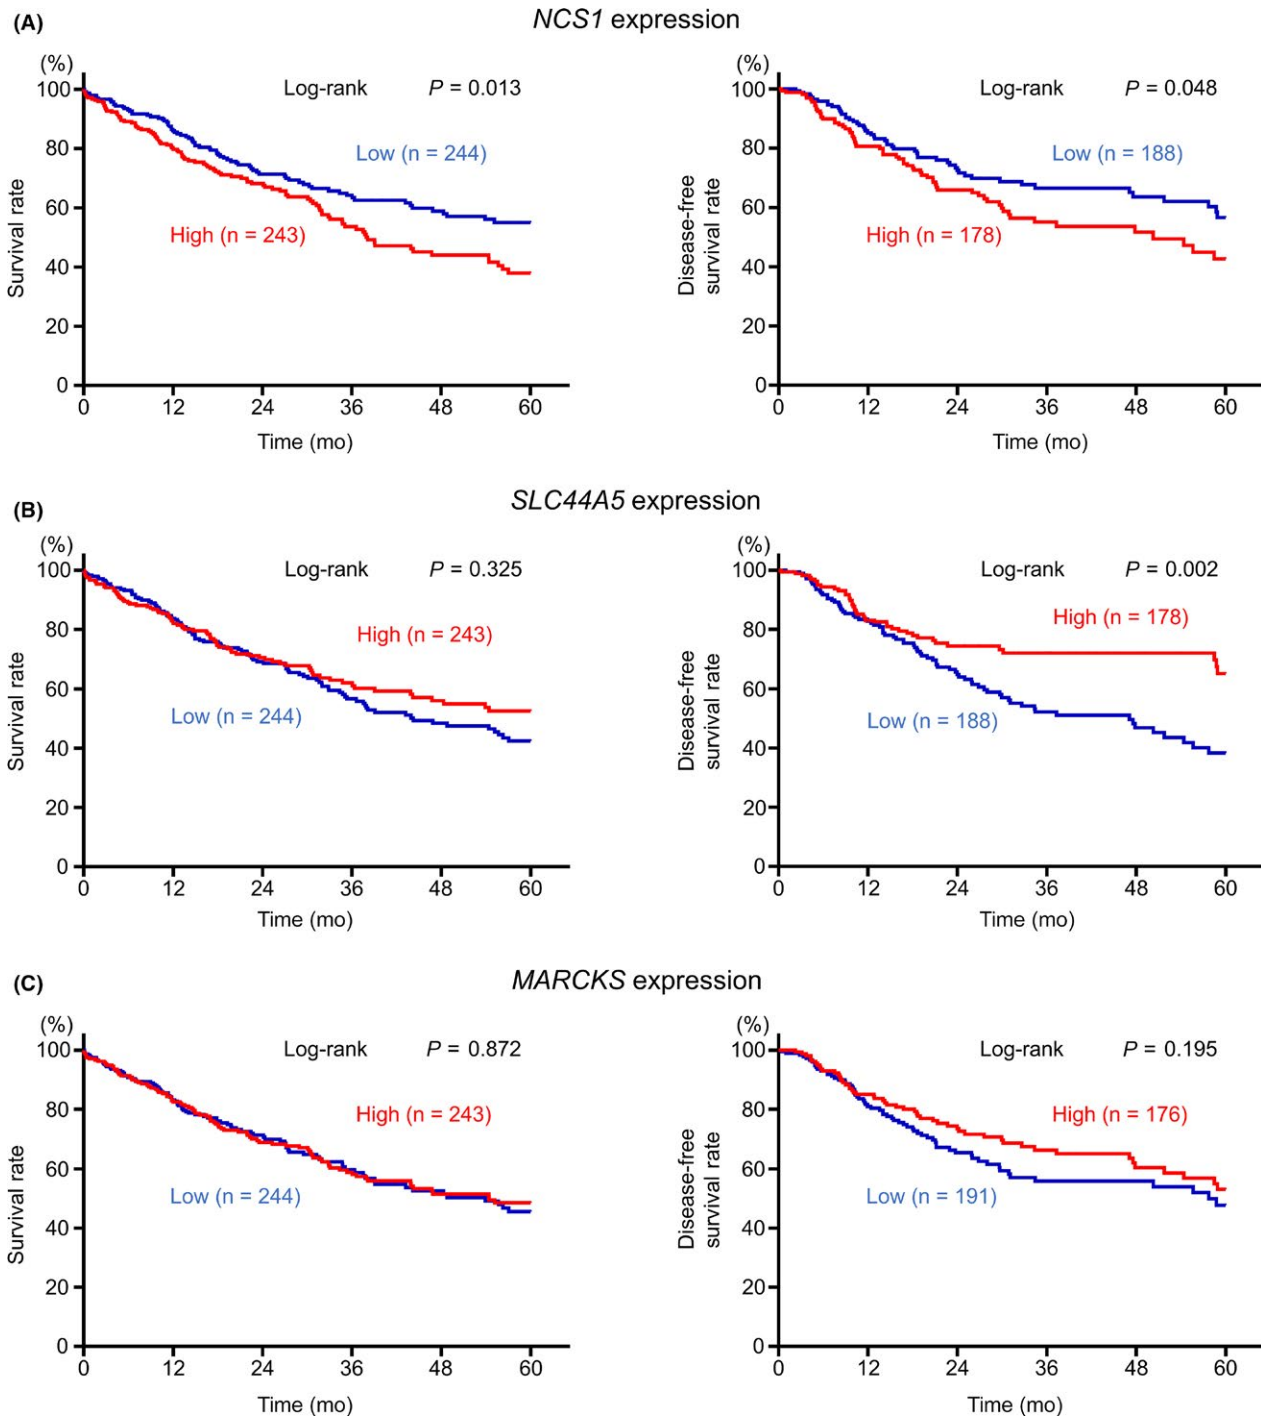 (A)
NCS1 expression
(%)
Log-rank P = 0.013
100
80
60
40
20
0
Low (n = 244)
High (n = 243)
Survival rate
0 12 24 36 48 60
Time (mo)
(%)
Log-rank P = 0.048
100
80
60
40
20
0
Low (n = 188)
High (n = 178)
Disease-free
survival rate
0 12 24 36 48 60
Time (mo)
(B)
SLC44A5 expression
(%)
Log-rank P = 0.325
100
80
60
40
20
0
High (n = 243)
Low (n = 244)
Survival rate
0 12 24 36 48 60
Time (mo)
(%)
Log-rank P = 0.002
100
80
60
40
20
0
High (n = 178)
Low (n = 188)
Disease-free
survival rate
0 12 24 36 48 60
Time (mo)
(C)
MARCKS expression
(%)
Log-rank P = 0.872
100
80
60
40
20
0
High (n = 243)
Low (n = 244)
Survival rate
0 12 24 36 48 60
Time (mo)
(%)
Log-rank P = 0.195
100
80
60
40
20
0
High (n = 176)
Low (n = 191)
Disease-free
survival rate
0 12 24 36 48 60
Time (mo)